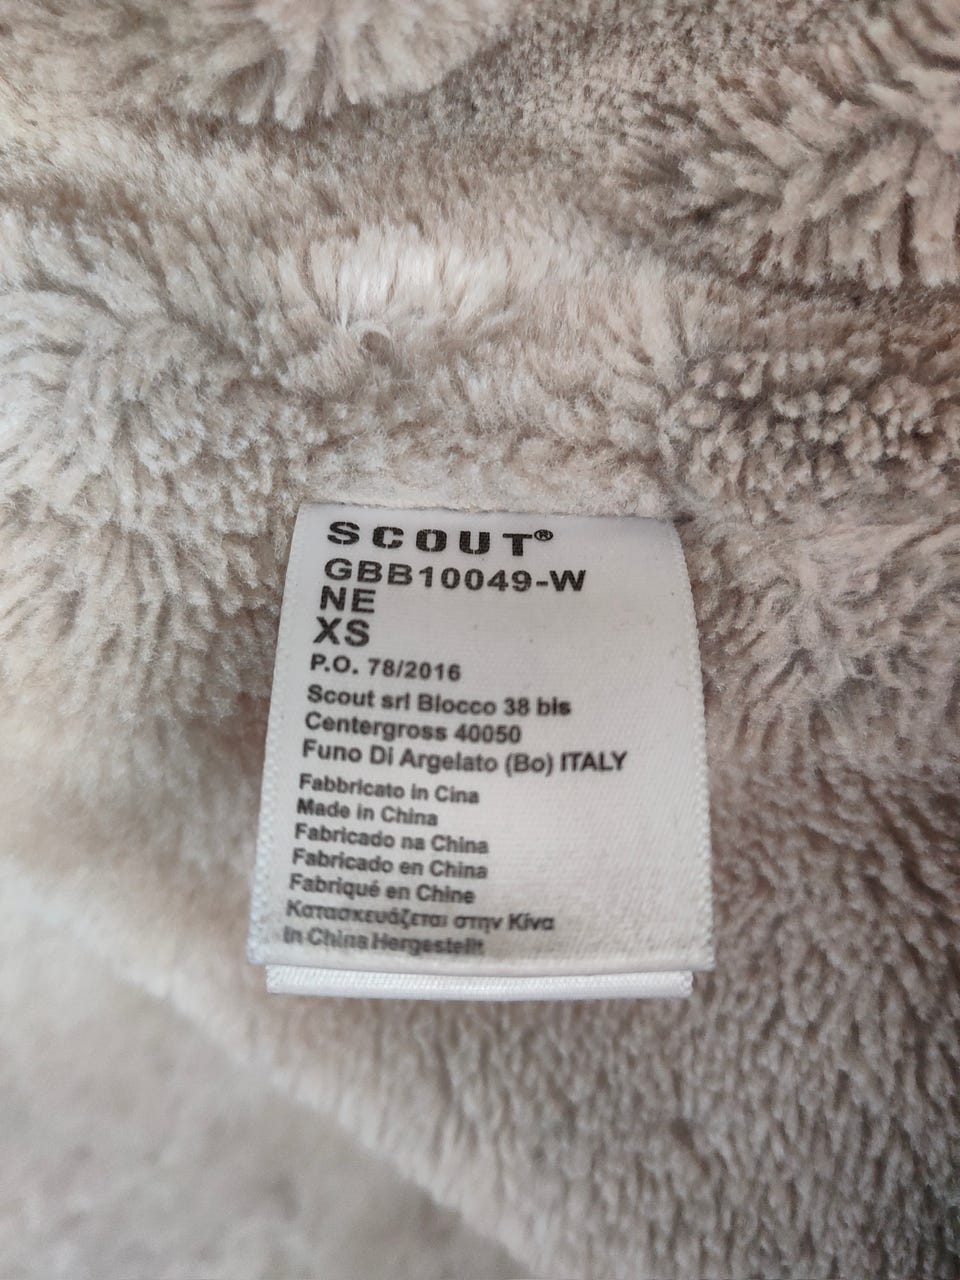 SCOUT®
GBB10049-W
NE
XS
P.O. 78/2016
Scout srl Blocco 38 bis
Centergross 40050
Funo Di Argelato (Bo) ITALY
Fabbricato in Cina
Made in China
Fabricado na China
Fabricado en China
Fabriqué en Chine
Κατασκευάζεται στην Κίνα
In China Hergestellt